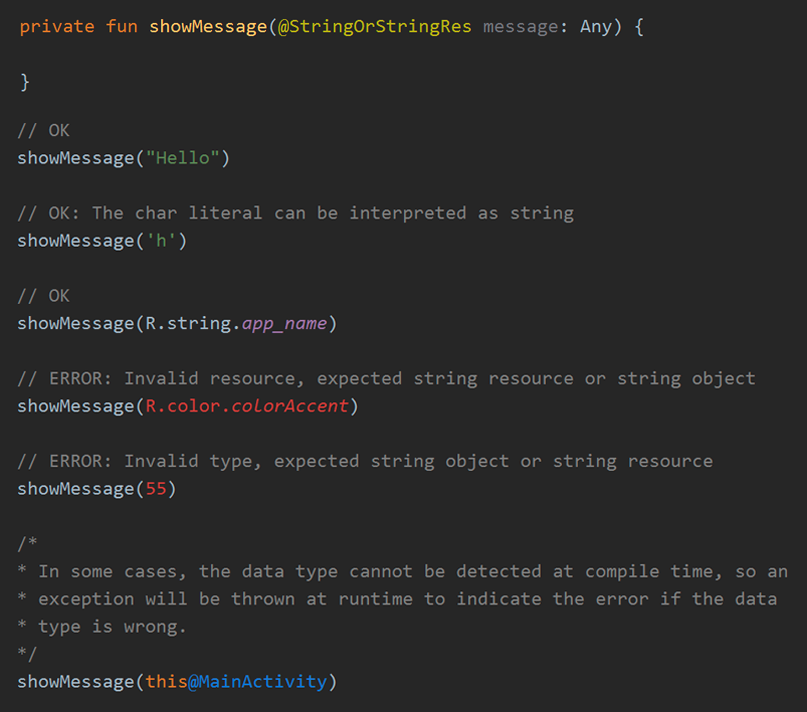 private fun showMessage(@StringOrStringRes message: Any) {
}
// OK
showMessage("Hello")
// OK: The char literal can be interpreted as string
showMessage('h')
// OK
showMessage(R.string.app_name)
// ERROR: Invalid resource, expected string resource or string object
showMessage(R.color.colorAccent)
// ERROR: Invalid type, expected string object or string resource
showMessage(55)
/*
* In some cases, the data type cannot be detected at compile time, so an
* exception will be thrown at runtime to indicate the error if the data
* type is wrong.
*/
showMessage(this@MainActivity)